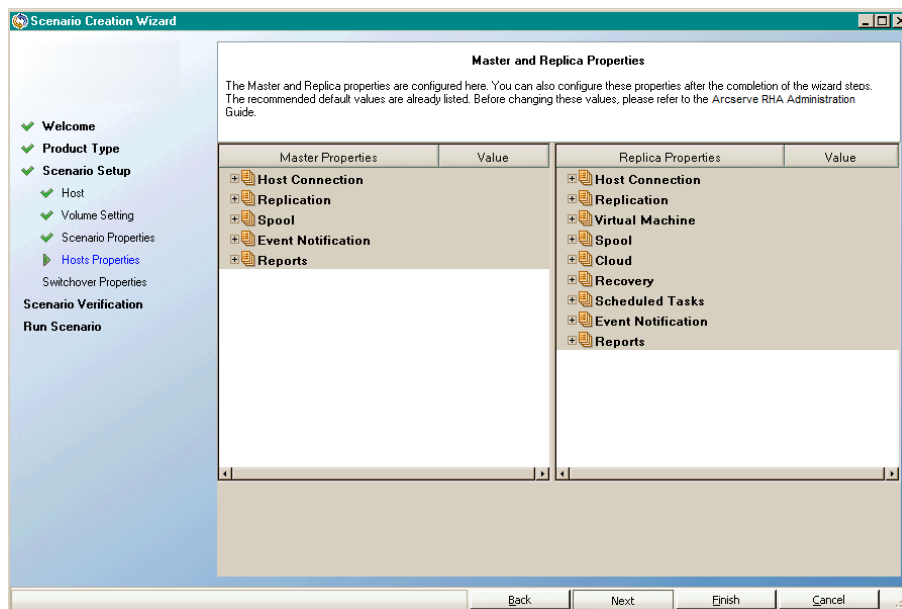 Scenario Creation Wizard
Master and Replica Properties
The Master and Replica properties are configured here. You can also configure these properties after the completion of the wizard steps.
The recommended default values are already listed. Before changing these values, please refer to the Arcserve RHA Administration
Guide.
Welcome
Product Type
Scenario Setup
Host
Volume Setting
Scenario Properties
Hosts Properties
Switchover Properties
Scenario Verification
Run Scenario
Master Properties Value
Host Connection
Replication
Spool
Event Notification
Reports
Replica Properties Value
Host Connection
Replication
Virtual Machine
Spool
Cloud
Recovery
Scheduled Tasks
Event Notification
Reports
Back Next Finish Cancel